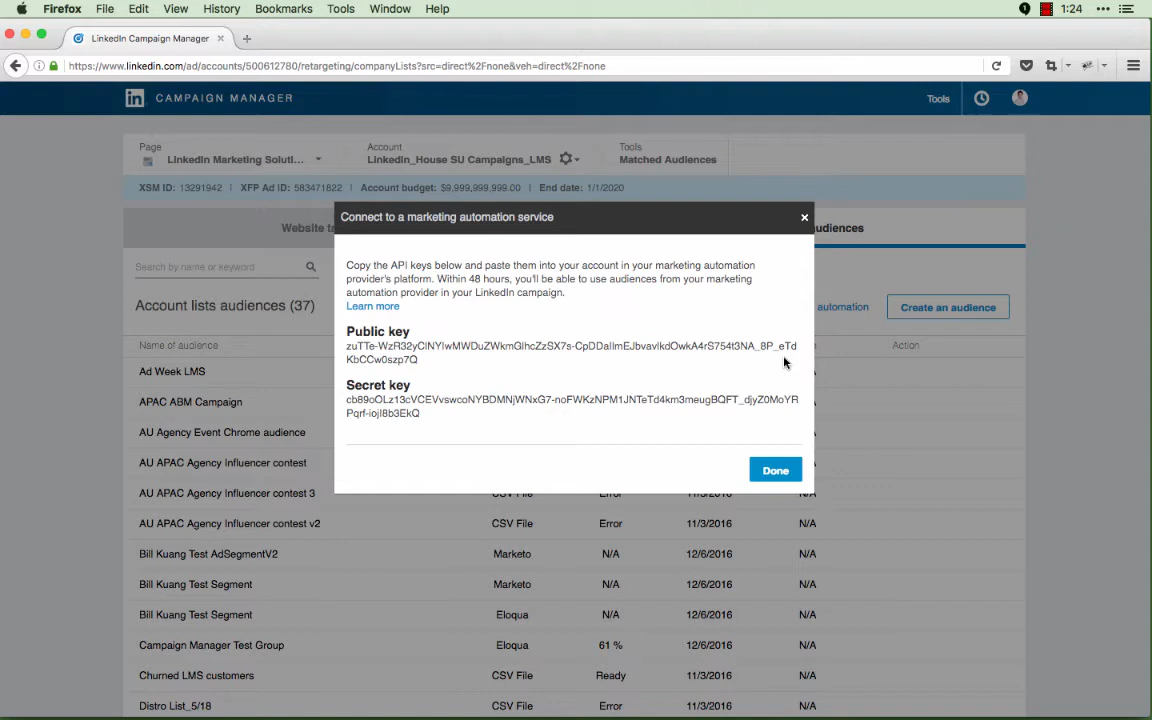 Firefox File Edit View History Bookmarks Tools Window Help 1:24
LinkedIn Campaign Manager
https://www.linkedin.com/ad/accounts/500612780/retargeting/companyLists?src=direct%2Fnone&veh=direct%2Fnone
in CAMPAIGN MANAGER Tools
Page Account Tools
LinkedIn Marketing Soluti... LinkedIn_House SU Campaigns_LMS Matched Audiences
XSM ID: 13291942 | XFP Ad ID: 583471822 | Account budget: $9,999,999,999.00 | End date: 1/1/2020
Connect to a marketing automation service
Website
Search by name or keyword
Copy the API keys below and paste them into your account in your marketing automation
provider's platform. Within 48 hours, you'll be able to use audiences from your marketing
automation provider in your LinkedIn campaign.
Learn more
Account lists audiences (37) automation Create an audience
Public key
zuTTe-WzR32yClNYIwMWDuZWkmGlhcZzSX7s-CpDDallmEJbvavlkdOwkA4rS754t3NA_8P_eTd
KbCCw0szp7Q
Secret key
cb89oOLz13cVCEVvswcoNYBDMNjWNxG7-noFWKzNPM1JNTeTd4km3meugBQFT_djyZ0MoYR
Pqrf-iojl8b3EkQ
Done
Name of audience Action
Ad Week LMS
APAC ABM Campaign
AU Agency Event Chrome audience
AU APAC Agency Influencer contest
AU APAC Agency Influencer contest 3 CSV File Error 11/3/2016 N/A
AU APAC Agency Influencer contest v2 CSV File Error 11/3/2016 N/A
Bill Kuang Test AdSegmentV2 Marketo N/A 12/6/2016 N/A
Bill Kuang Test Segment Marketo N/A 12/6/2016 N/A
Bill Kuang Test Segment Eloqua N/A 12/6/2016 N/A
Campaign Manager Test Group Eloqua 61 % 12/6/2016 N/A
Churned LMS customers CSV File Ready 11/3/2016 N/A
Distro List_5/18 CSV File Error 11/3/2016 N/A